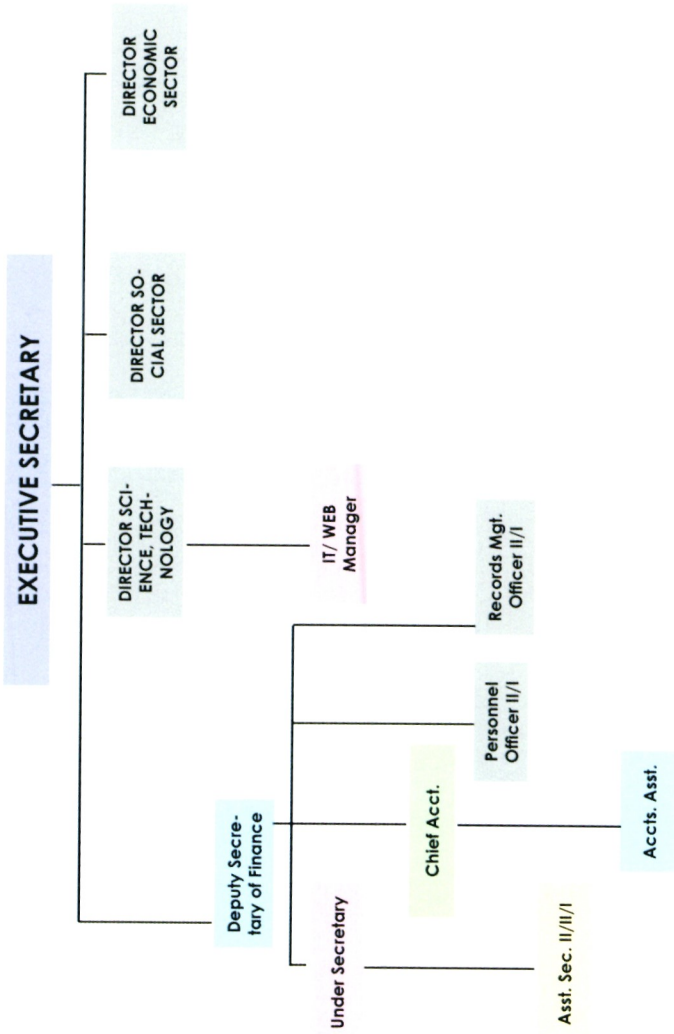 EXECUTIVE SECRETARY
DIRECTOR SCI-
ENCE, TECH-
NOLOGY
DIRECTOR SO-
CIAL SECTOR
DIRECTOR
ECONOMIC
SECTOR
Deputy Secre-
tary of Finance
IT/ WEB
Manager
Under Secretary
Chief Acct.
Personnel
Officer II/I
Records Mgt.
Officer II/I
Asst. Sec. II/II/I
Accts. Asst.